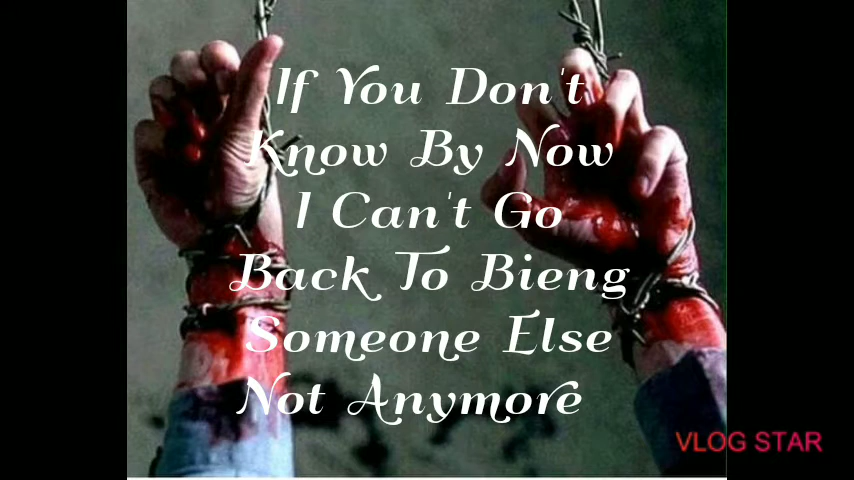 If You Don't
Know By Now
I Can't Go
Back To Bieng
Someone Else
Not Anymore
VLOG STAR